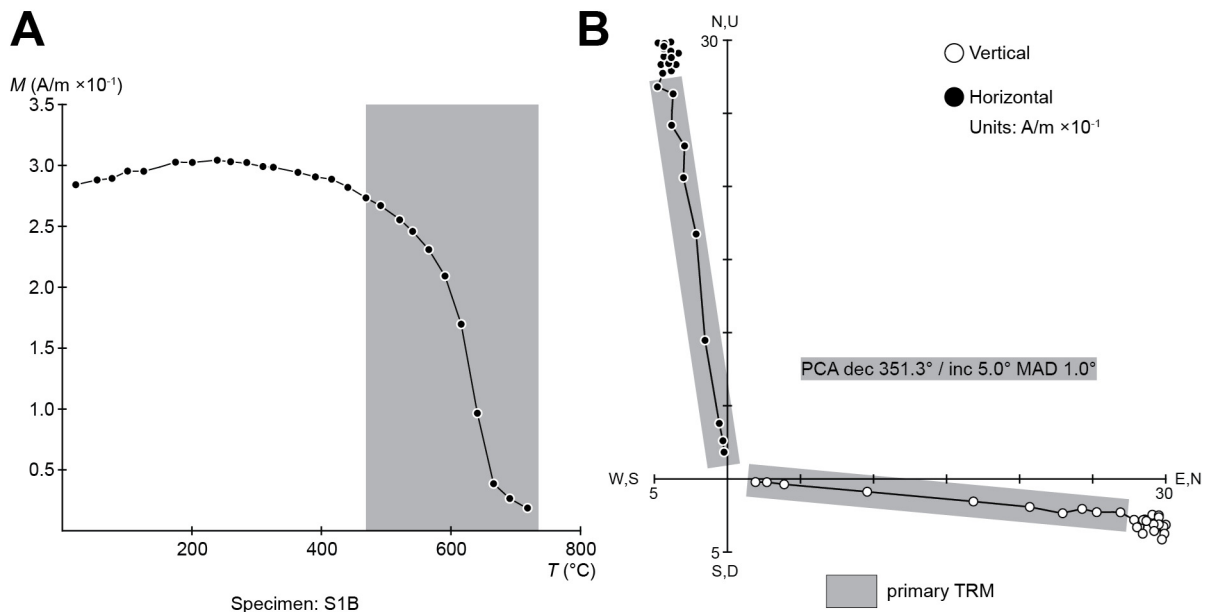 A
M (A/m ×10⁻¹)
3.5
3.0
2.5
2.0
1.5
1.0
0.5
200
400
600
800
T (°C)
Specimen: S1B
B
N,U
30
Vertical
Horizontal
Units: A/m ×10⁻¹
PCA dec 351.3° / inc 5.0° MAD 1.0°
W,S
5
30
E,N
5
S,D
primary TRM